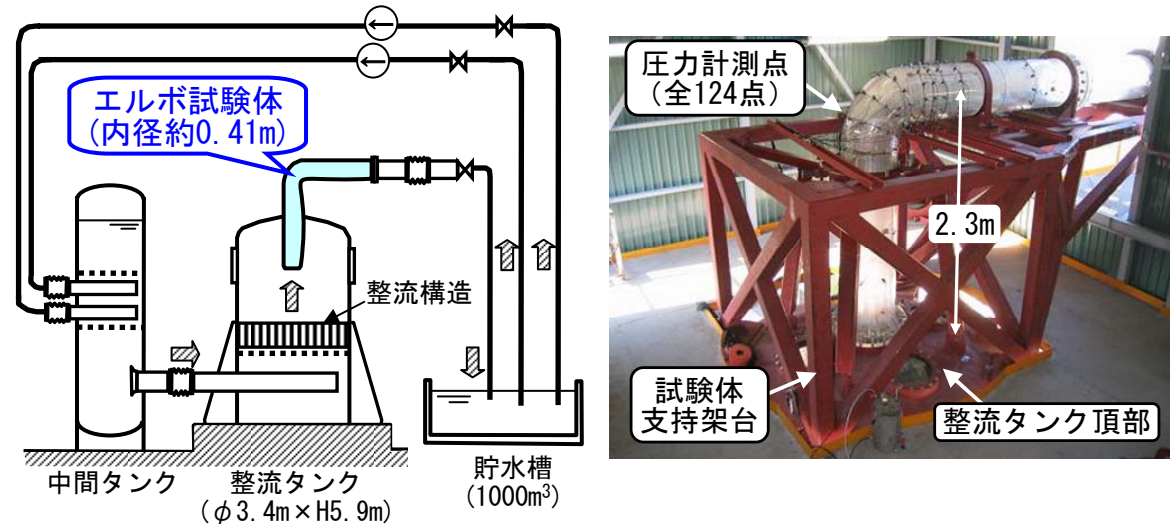 エルボ試験体
(内径約0.41m)
整流構造
中間タンク
整流タンク
(φ3.4m×H5.9m)
貯水槽
(1000m³)
圧力計測点
(全124点)
2.3m
試験体
支持架台
整流タンク頂部